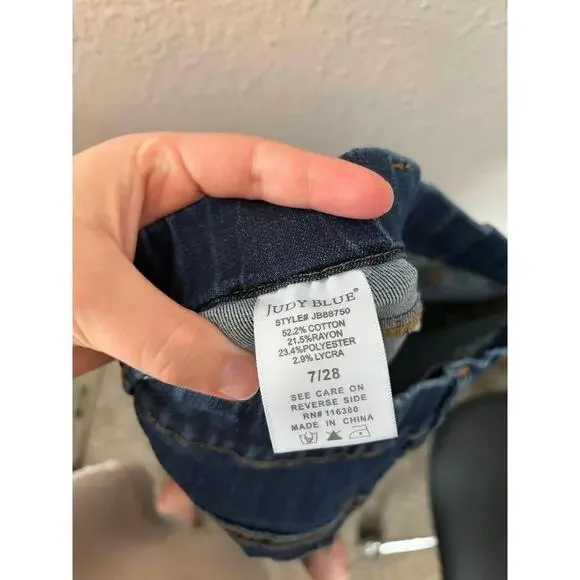 JUDY BLUE®
STYLE# JB88750
52.2% COTTON
21.5%RAYON
23.4%POLYESTER
2.9% LYCRA
7/28
SEE CARE ON
REVERSE SIDE
RN# 116380
MADE IN CHINA